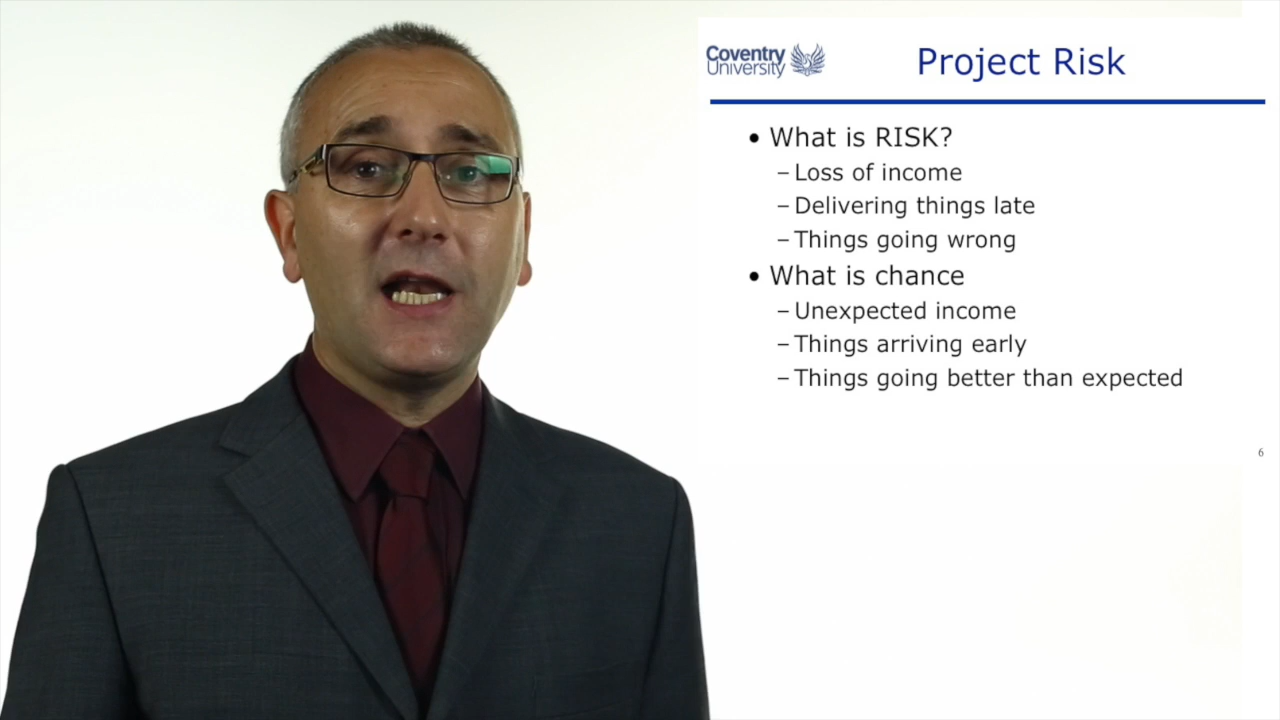 Coventry
University
Project Risk
• What is RISK?
– Loss of income
– Delivering things late
– Things going wrong
• What is chance
– Unexpected income
– Things arriving early
– Things going better than expected
6